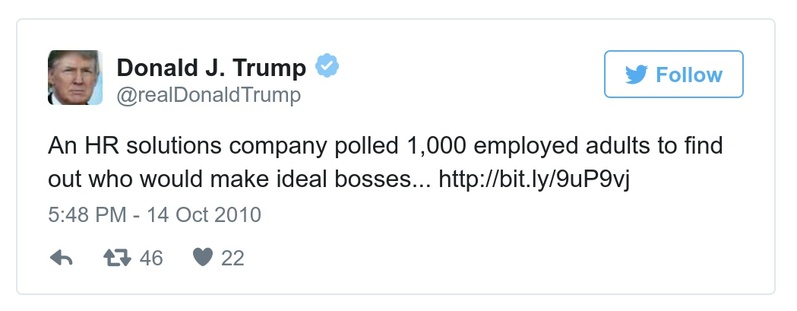 Donald J. Trump
@realDonaldTrump
Follow
An HR solutions company polled 1,000 employed adults to find
out who would make ideal bosses... http://bit.ly/9uP9vj
5:48 PM - 14 Oct 2010
46 22